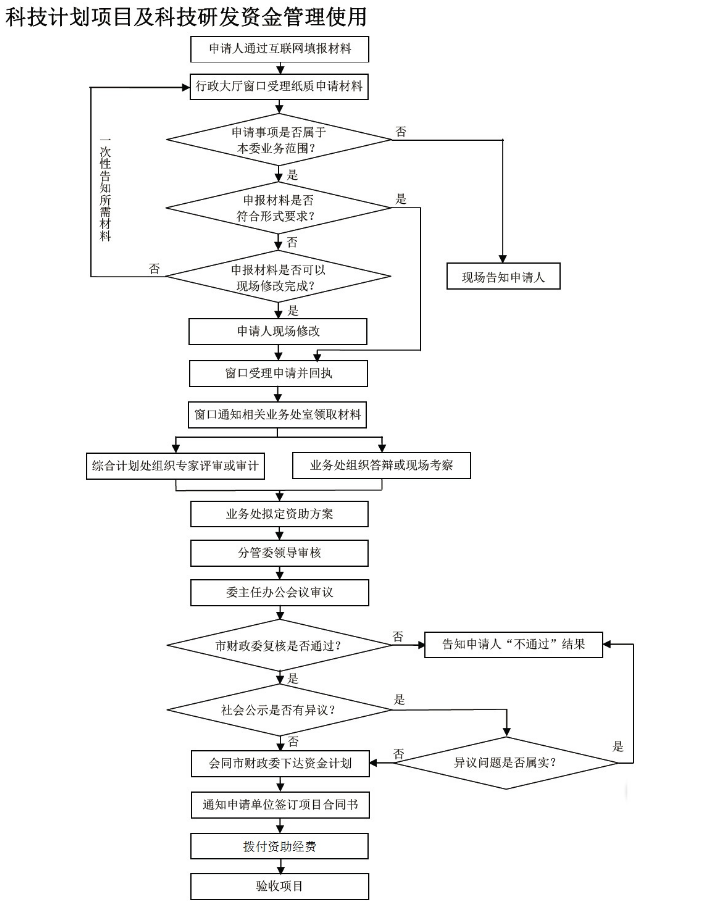 科技计划项目及科技研发资金管理使用
申请人通过互联网填报材料
行政大厅窗口受理纸质申请材料
申请事项是否属于
本委业务范围？
否
一次性告知所需材料
是
申报材料是否
符合形式要求？
是
否
申报材料是否可以
现场修改完成？
否
现场告知申请人
是
申请人现场修改
窗口受理申请并回执
窗口通知相关业务处室领取材料
综合计划处组织专家评审或审计
业务处组织答辩或现场考察
业务处拟定资助方案
分管委领导审核
委主任办公会议审议
市财政委复核是否通过？
否
告知申请人“不通过”结果
是
社会公示是否有异议？
是
否
会同市财政委下达资金计划
否
异议问题是否属实？
是
通知申请单位签订项目合同书
拨付资助经费
验收项目